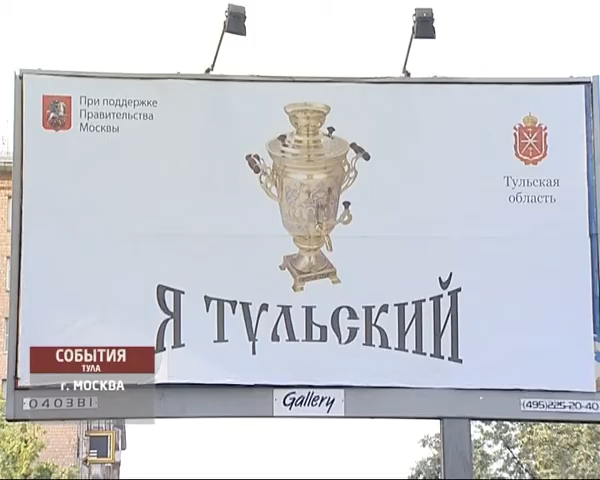 При поддержке
Правительства
Москвы
Тульская
область
Я ТУЛЬСКИЙ
СОБЫТИЯ
ТУЛА
г. МОСКВА
040381
Gallery
(495)225-20-40